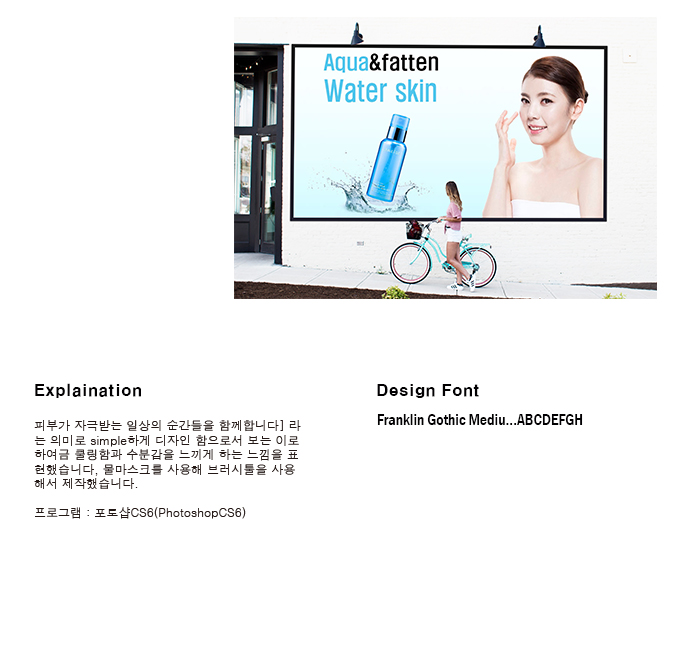 Aqua&fatten
Water skin
Explaination
피부가 자극받는 일상의 순간들을 함께합니다] 라
는 의미로 simple하게 디자인 함으로서 보는 이로
하여금 쿨링함과 수분감을 느끼게 하는 느낌을 표
현했습니다, 물마스크를 사용해 브러시툴을 사용
해서 제작했습니다.
프로그램 : 포토샵CS6(PhotoshopCS6)
Design Font
Franklin Gothic Mediu...ABCDEFGH